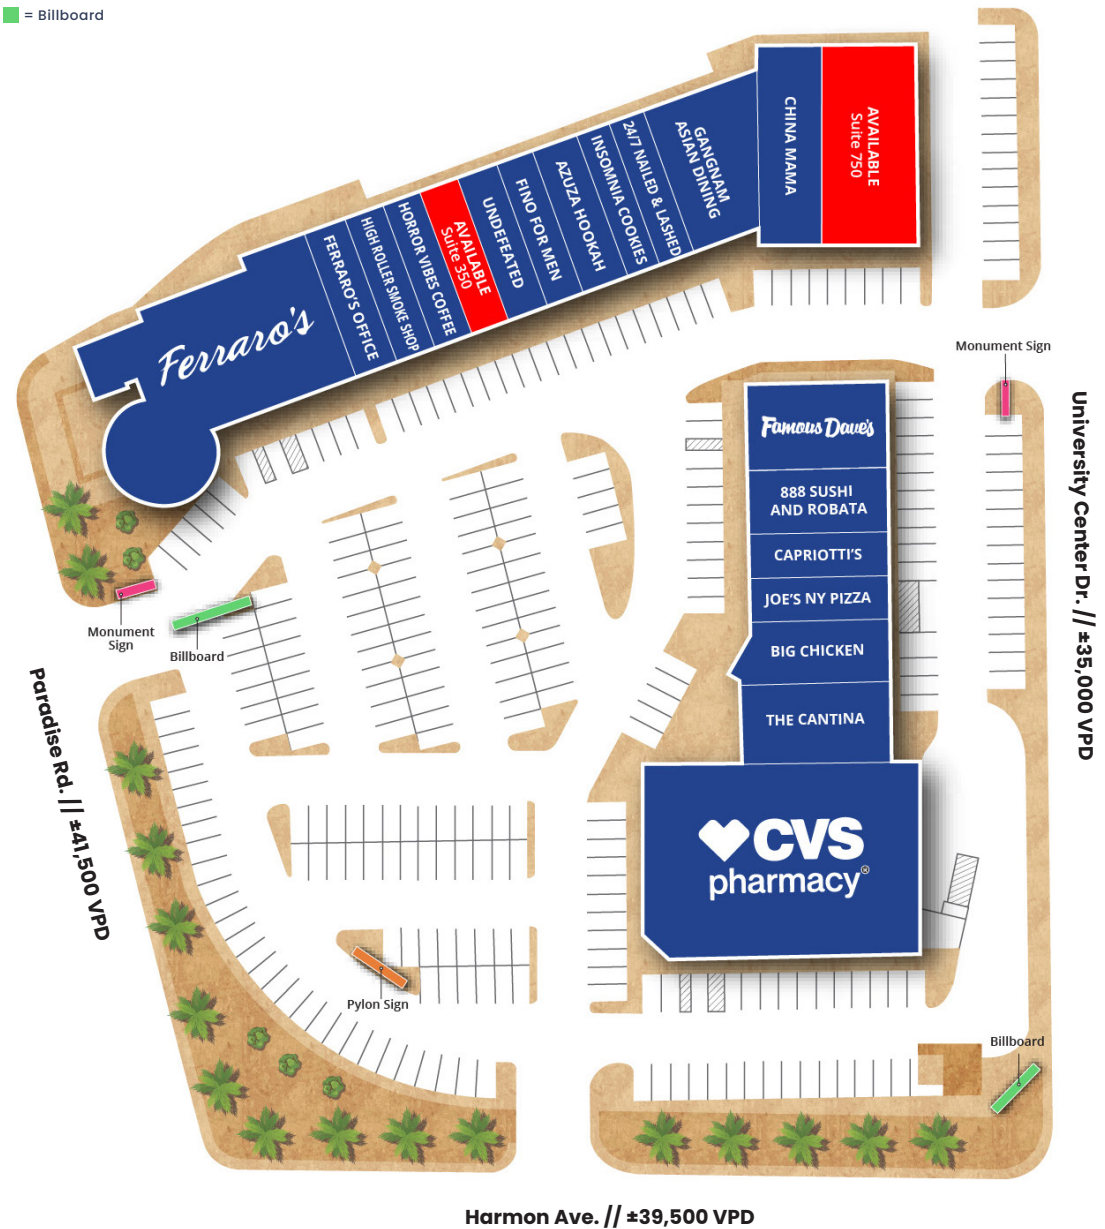 = Billboard
CHINA MAMA
AVAILABLE
Suite 750
GANGNAM
ASIAN DINING
24/7 NAILED & LASHED
INSOMNIA COOKIES
AZUZA HOOKAH
FINO FOR MEN
UNDEFEATED
AVAILABLE
Suite 350
HORROR VIBES COFFEE
HIGH ROLLER SMOKE SHOP
FERRARO'S OFFICE
Ferraro's
Monument Sign
Famous Dave's
888 SUSHI
AND ROBATA
CAPRIOTTI'S
JOE'S NY PIZZA
BIG CHICKEN
THE CANTINA
CVS
pharmacy®
University Center Dr. // ±35,000 VPD
Monument
Sign
Billboard
Paradise Rd. // ±41,500 VPD
Pylon Sign
Billboard
Harmon Ave. // ±39,500 VPD